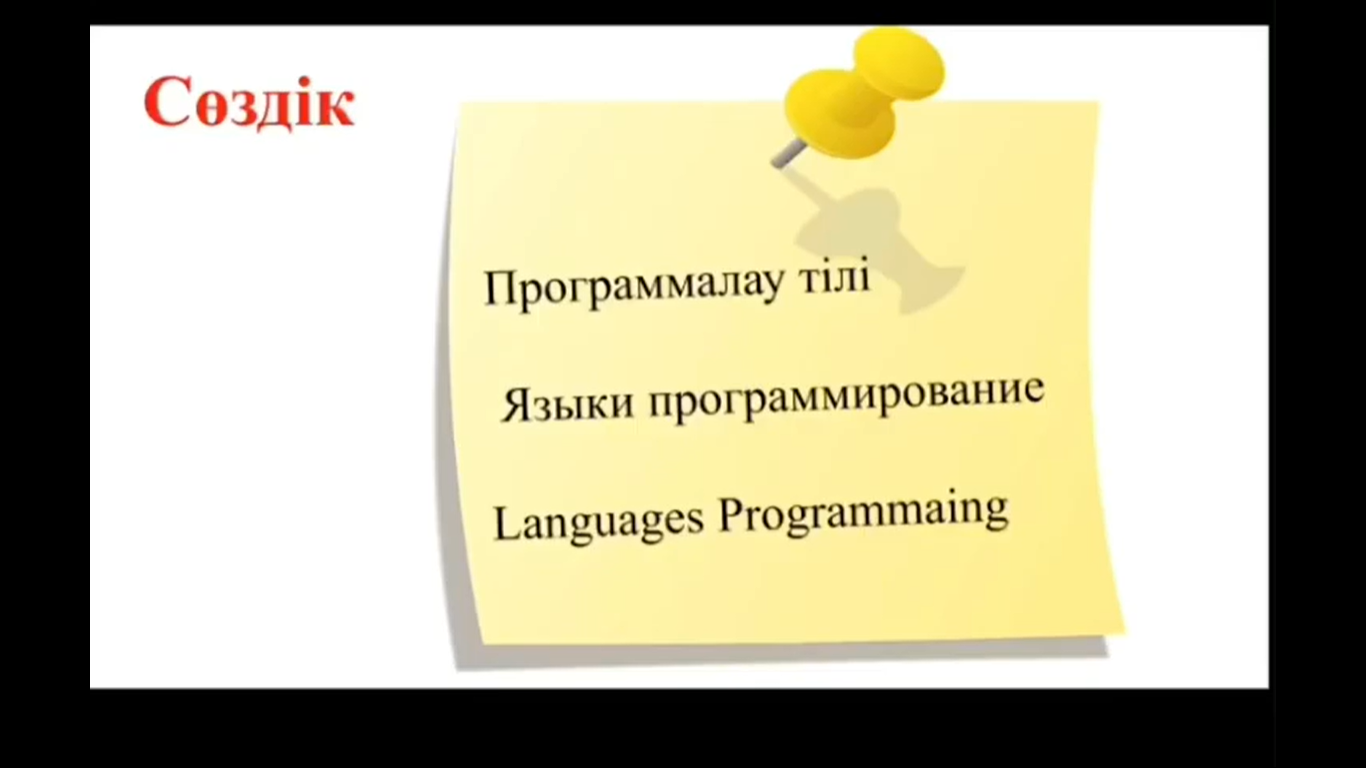 Сөздік
Программалау тілі
Языки программирование
Languages Programmaing